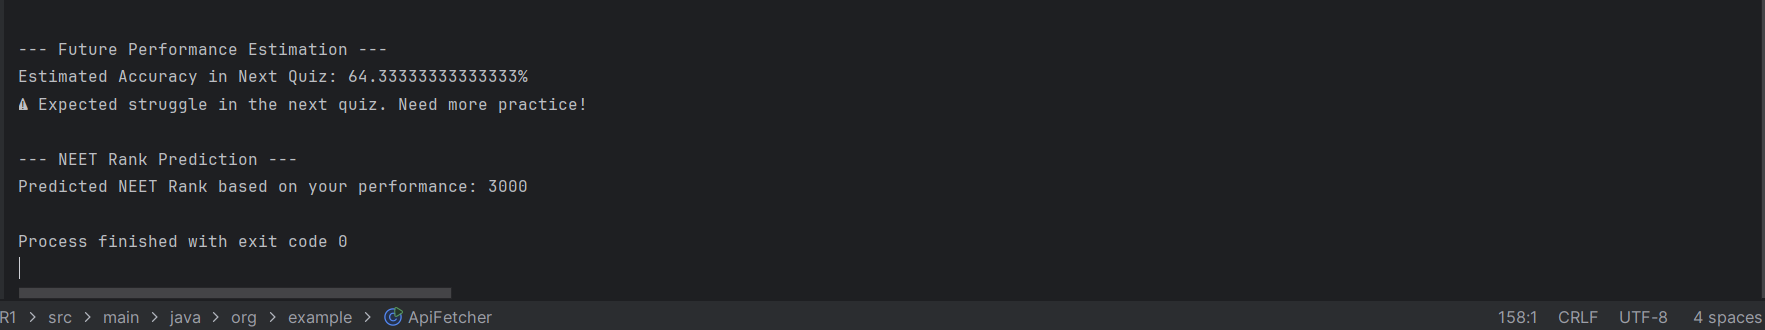 --- Future Performance Estimation ---
Estimated Accuracy in Next Quiz: 64.33333333333333%
⚠ Expected struggle in the next quiz. Need more practice!
--- NEET Rank Prediction ---
Predicted NEET Rank based on your performance: 3000
Process finished with exit code 0
R1 > src > main > java > org > example > ApiFetcher 158:1 CRLF UTF-8 4 spaces